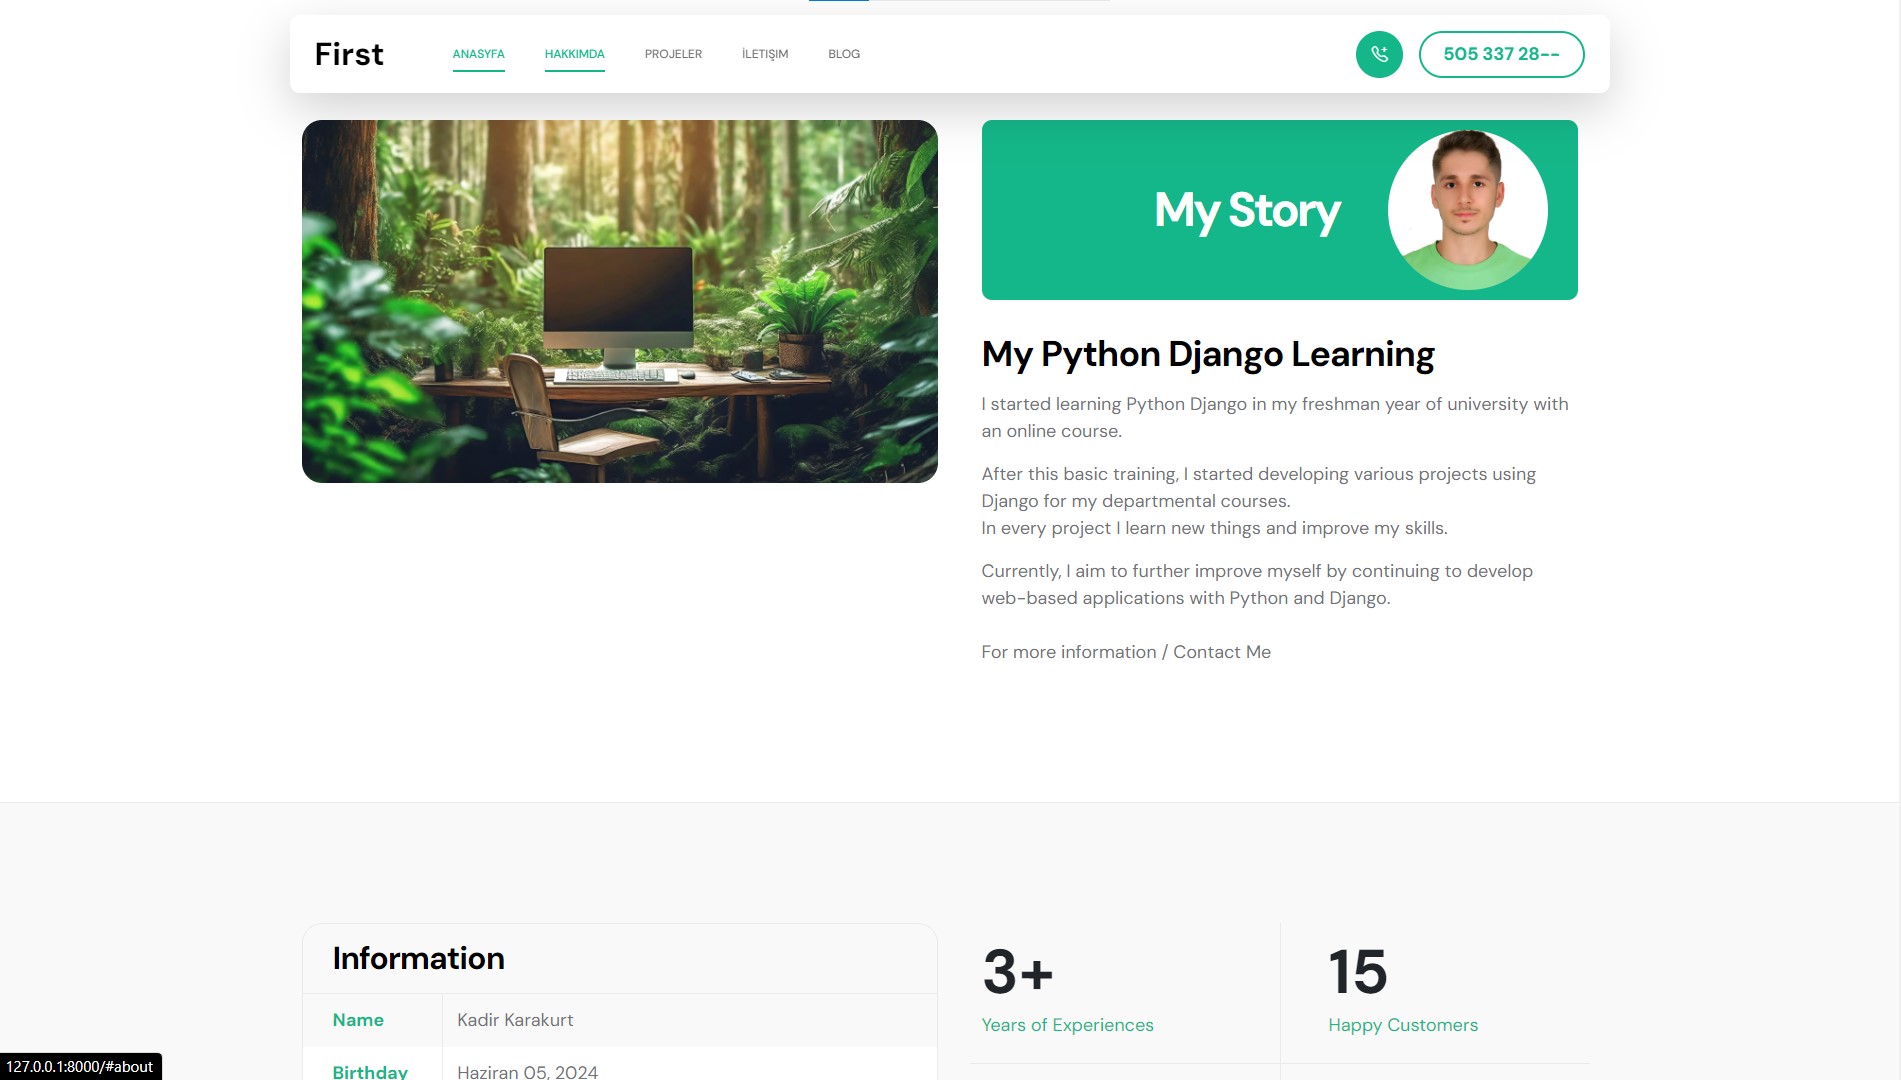 First
ANASYFA
HAKKIMDA
PROJELER
İLETIŞIM
BLOG
505 337 28--
My Story
My Python Django Learning
I started learning Python Django in my freshman year of university with
an online course.
After this basic training, I started developing various projects using
Django for my departmental courses.
In every project I learn new things and improve my skills.
Currently, I aim to further improve myself by continuing to develop
web-based applications with Python and Django.
For more information / Contact Me
Information
Name Kadir Karakurt
Birthday Haziran 05, 2024
3+
Years of Experiences
15
Happy Customers
127.0.0.1:8000/#about